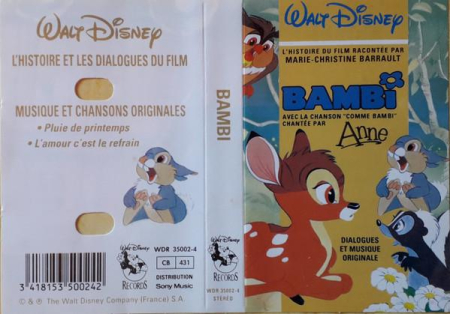 WALT DISNEY
L'HISTOIRE ET LES DIALOGUES DU FILM
MUSIQUE ET CHANSONS ORIGINALES
• Pluie de printemps
• L'amour c'est le refrain
3 418153 500242
WALT DISNEY
RECORDS
WDR 35002-4
CB 431
DISTRIBUTION
Sony Music
© & ℗ The Walt Disney Company (France) S.A.
BAMBI
WALT DISNEY
RECORDS
WDR 35002-4
STEREO
WALT DISNEY
L'HISTOIRE DU FILM RACONTÉE PAR
MARIE-CHRISTINE BARRAULT
BAMBI
AVEC LA CHANSON "COMME BAMBI"
CHANTÉE PAR
Anne
DIALOGUES
ET MUSIQUE
ORIGINALE